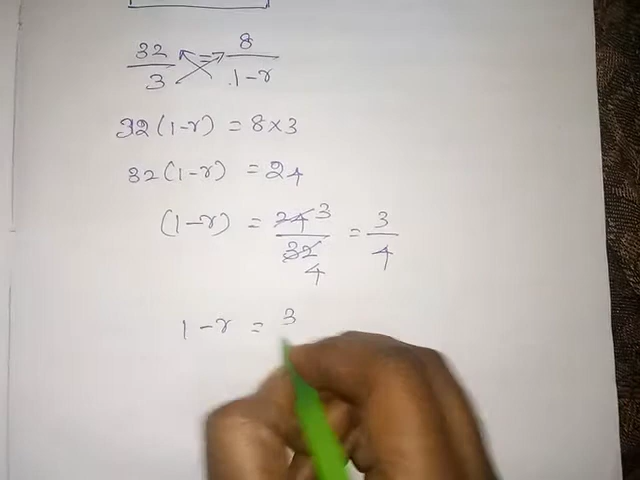 32/3 = 8/1-r
32(1-r) = 8×3
32(1-r) = 24
(1-r) = 24 3/32 4 = 3/4
1-r = 3